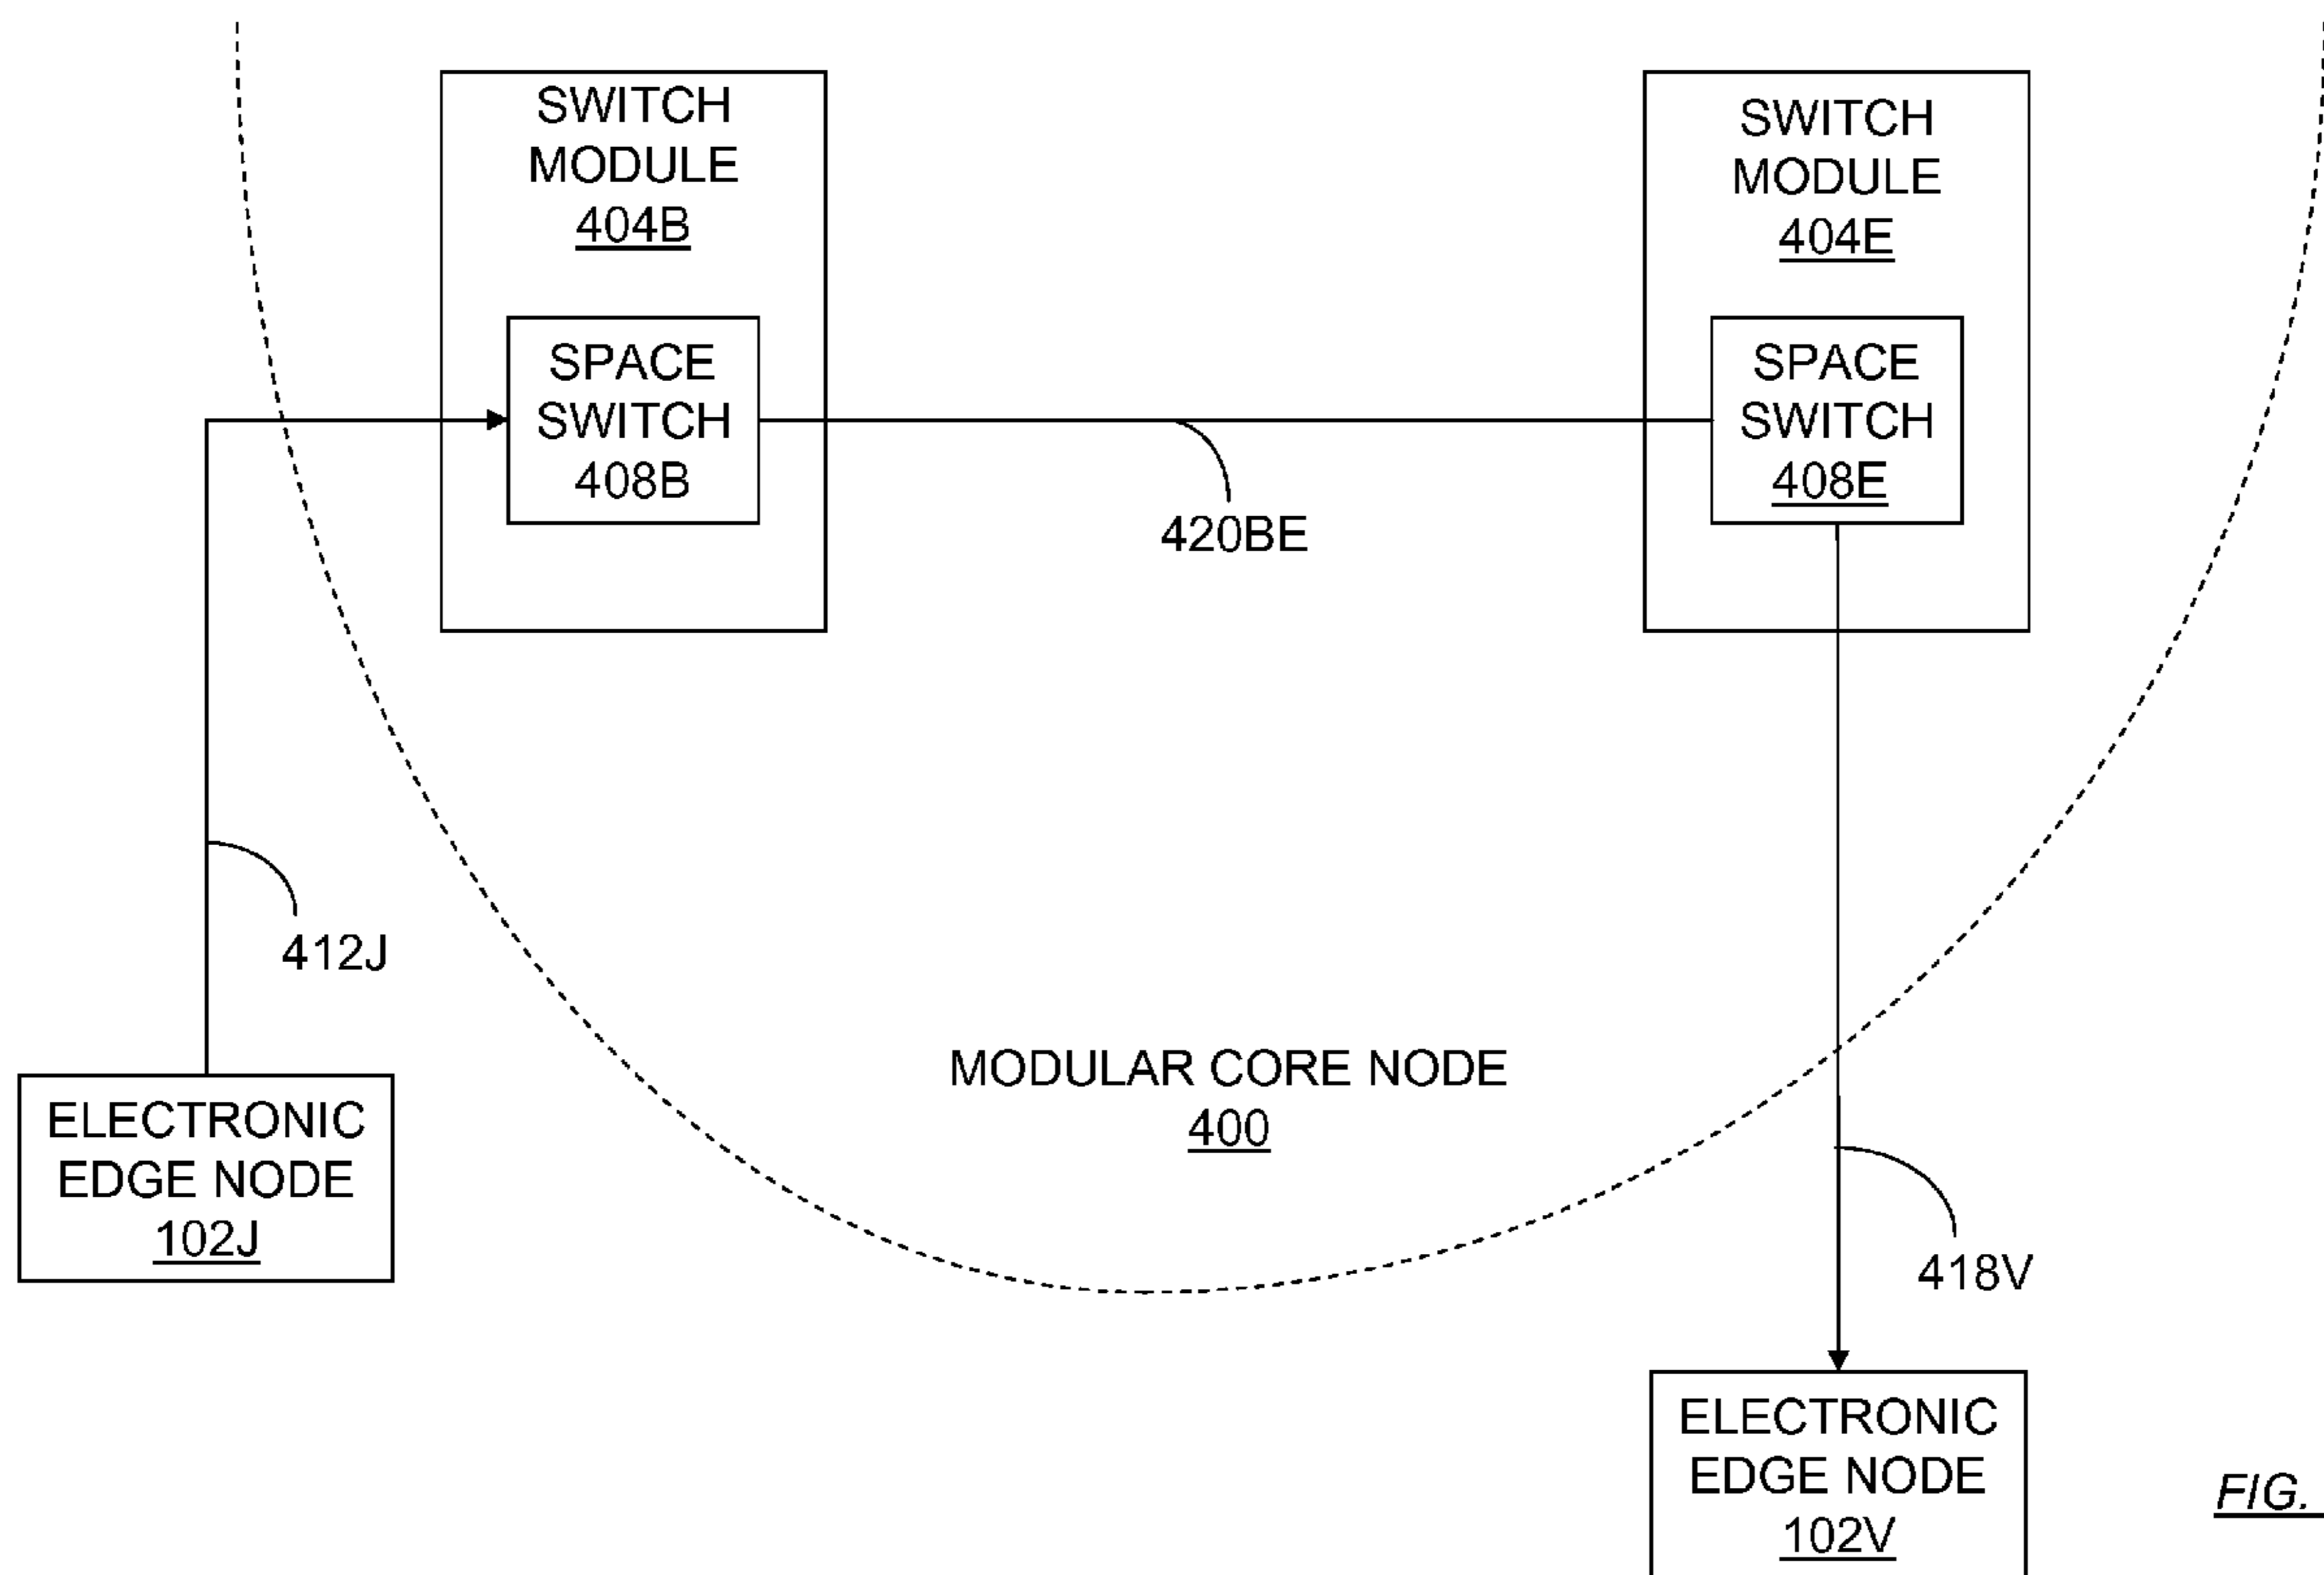 SWITCH
MODULE
404B
SPACE
SWITCH
408B
SWITCH
MODULE
404E
SPACE
SWITCH
408E
420BE
412J
MODULAR CORE NODE
400
ELECTRONIC
EDGE NODE
102J
418V
ELECTRONIC
EDGE NODE
102V
FIG.